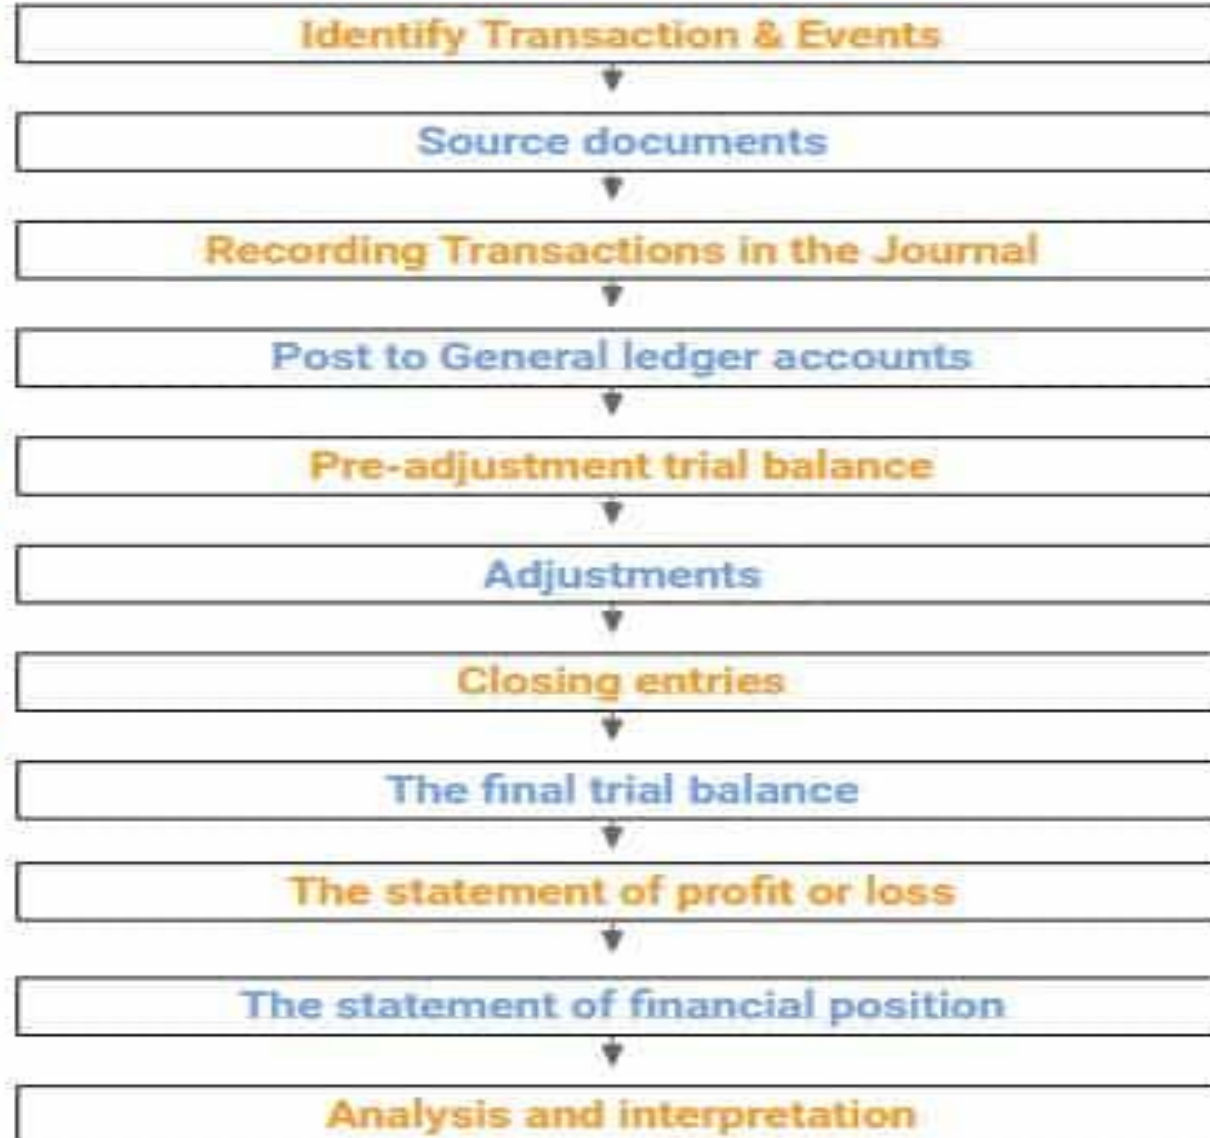 Identify Transaction & Events
Source documents
Recording Transactions in the Journal
Post to General ledger accounts
Pre-adjustment trial balance
Adjustments
Closing entries
The final trial balance
The statement of profit or loss
The statement of financial position
Analysis and interpretation